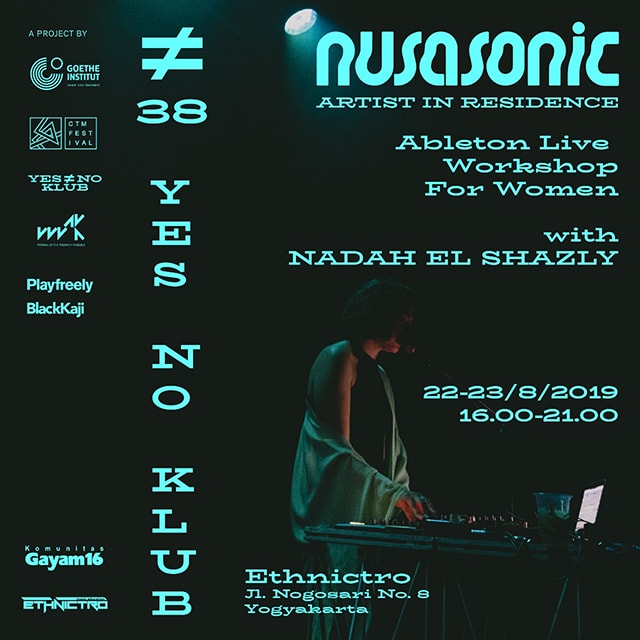 A PROJECT BY
GOETHE
INSTITUT
CTM
FEST
IVAL
YES≠NO
KLUB
Playfreely
BlackKaji
Komunitas
Gayam16
ETHNICTRO
≠
38
YES
NO
KLUB
nusasonic
ARTIST IN RESIDENCE
Ableton Live
Workshop
For Women
with
NADAH EL SHAZLY
22-23/8/2019
16.00-21.00
Ethnictro
Jl. Nogosari No. 8
Yogyakarta